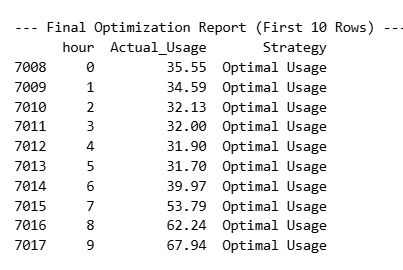 --- Final Optimization Report (First 10 Rows) ---
hour Actual_Usage Strategy
7008 0 35.55 Optimal Usage
7009 1 34.59 Optimal Usage
7010 2 32.13 Optimal Usage
7011 3 32.00 Optimal Usage
7012 4 31.90 Optimal Usage
7013 5 31.70 Optimal Usage
7014 6 39.97 Optimal Usage
7015 7 53.79 Optimal Usage
7016 8 62.24 Optimal Usage
7017 9 67.94 Optimal Usage